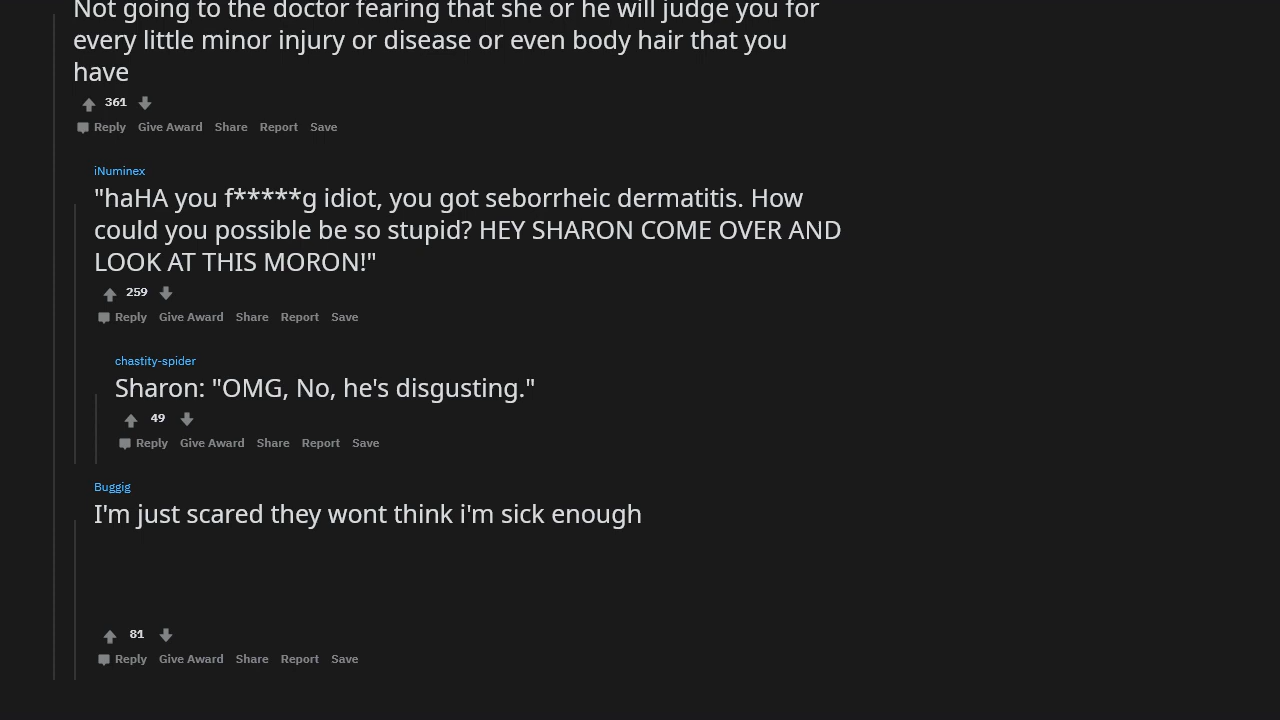 Not going to the doctor fearing that she or he will judge you for
every little minor injury or disease or even body hair that you
have
361
Reply Give Award Share Report Save
iNuminex
"haHA you f*****g idiot, you got seborrheic dermatitis. How
could you possible be so stupid? HEY SHARON COME OVER AND
LOOK AT THIS MORON!"
259
Reply Give Award Share Report Save
chastity-spider
Sharon: "OMG, No, he's disgusting."
49
Reply Give Award Share Report Save
Buggig
I'm just scared they wont think i'm sick enough
81
Reply Give Award Share Report Save